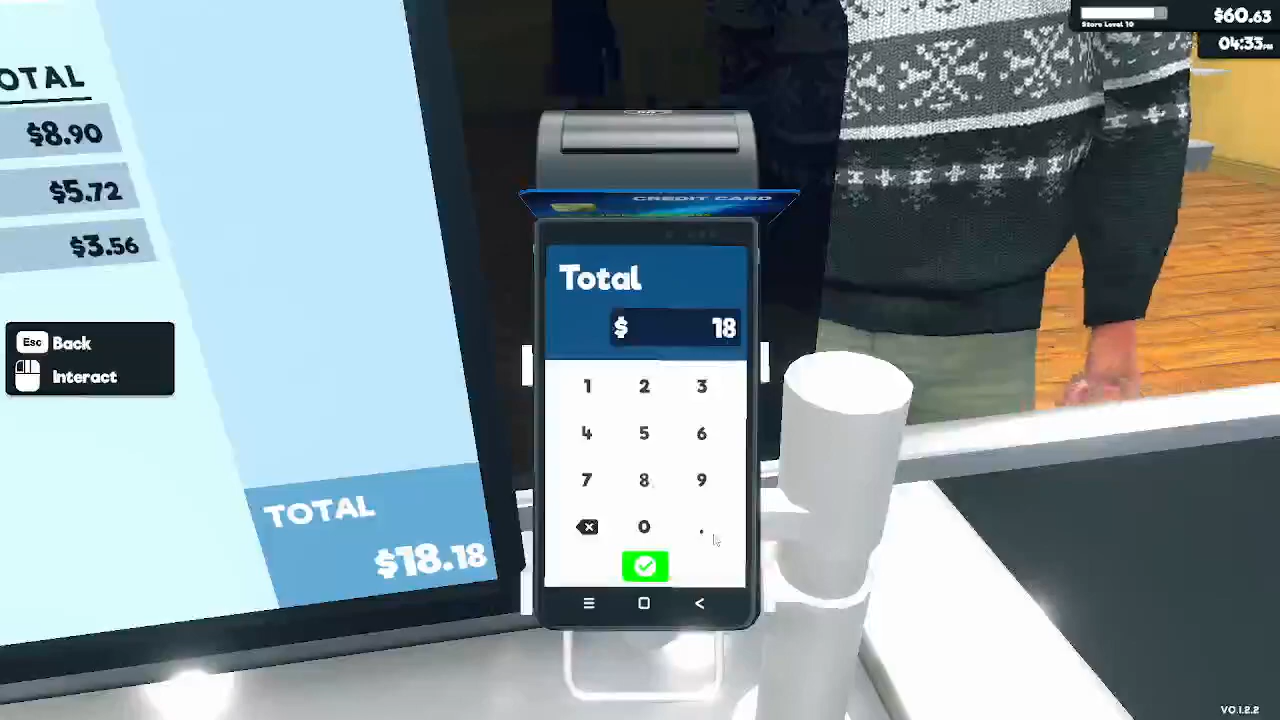 OTAL
$8.90
$5.72
$3.56
Esc Back
Interact
TOTAL
$18.18
CREDIT CARD
Total
$ 18
1 2 3
4 5 6
7 8 9
0 .
Store Level 10
$60.63
04:33PM
V0.1.2.2